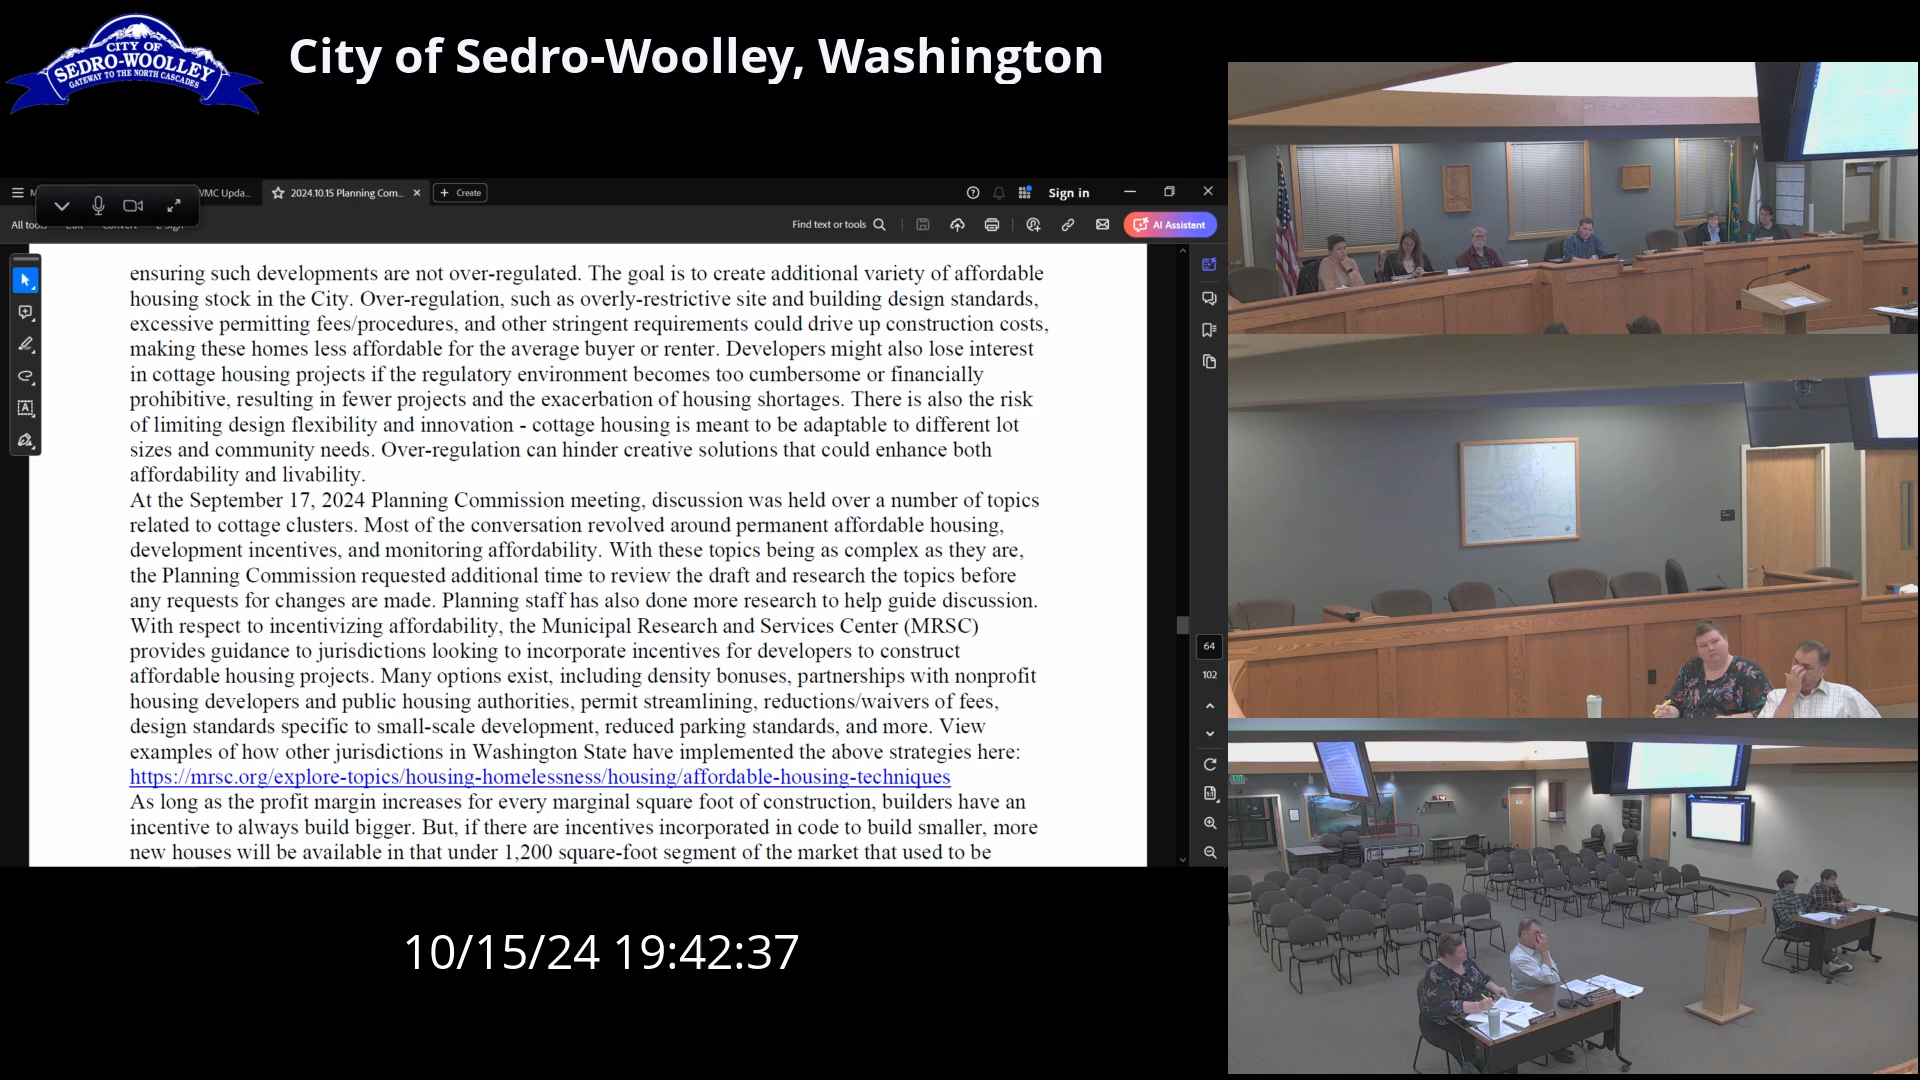 CITY OF
SEDRO-WOOLLEY
GATEWAY TO THE NORTH CASCADES
City of Sedro-Woolley, Washington
WMC Upda...
2024.10.15 Planning Com...
Create
Sign in
All tools
Edit
Convert
E-Sign
Find text or tools
AI Assistant
ensuring such developments are not over-regulated. The goal is to create additional variety of affordable
housing stock in the City. Over-regulation, such as overly-restrictive site and building design standards,
excessive permitting fees/procedures, and other stringent requirements could drive up construction costs,
making these homes less affordable for the average buyer or renter. Developers might also lose interest
in cottage housing projects if the regulatory environment becomes too cumbersome or financially
prohibitive, resulting in fewer projects and the exacerbation of housing shortages. There is also the risk
of limiting design flexibility and innovation - cottage housing is meant to be adaptable to different lot
sizes and community needs. Over-regulation can hinder creative solutions that could enhance both
affordability and livability.
At the September 17, 2024 Planning Commission meeting, discussion was held over a number of topics
related to cottage clusters. Most of the conversation revolved around permanent affordable housing,
development incentives, and monitoring affordability. With these topics being as complex as they are,
the Planning Commission requested additional time to review the draft and research the topics before
any requests for changes are made. Planning staff has also done more research to help guide discussion.
With respect to incentivizing affordability, the Municipal Research and Services Center (MRSC)
provides guidance to jurisdictions looking to incorporate incentives for developers to construct
affordable housing projects. Many options exist, including density bonuses, partnerships with nonprofit
housing developers and public housing authorities, permit streamlining, reductions/waivers of fees,
design standards specific to small-scale development, reduced parking standards, and more. View
examples of how other jurisdictions in Washington State have implemented the above strategies here:
https://mrsc.org/explore-topics/housing-homelessness/housing/affordable-housing-techniques
As long as the profit margin increases for every marginal square foot of construction, builders have an
incentive to always build bigger. But, if there are incentives incorporated in code to build smaller, more
new houses will be available in that under 1,200 square-foot segment of the market that used to be
64
102
10/15/24 19:42:37